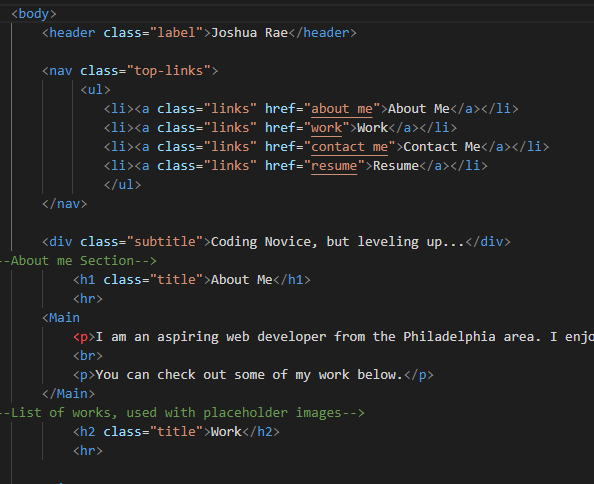 <body>
<header class="label">Joshua Rae</header>
<nav class="top-links">
<ul>
<li><a class="links" href="about me">About Me</a></li>
<li><a class="links" href="work">Work</a></li>
<li><a class="links" href="contact me">Contact Me</a></li>
<li><a class="links" href="resume">Resume</a></li>
</ul>
</nav>
<div class="subtitle">Coding Novice, but leveling up...</div>
--About me Section-->
<h1 class="title">About Me</h1>
<hr>
<Main
<p>I am an aspiring web developer from the Philadelphia area. I enjo
<br>
<p>You can check out some of my work below.</p>
</Main>
--List of works, used with placeholder images-->
<h2 class="title">Work</h2>
<hr>